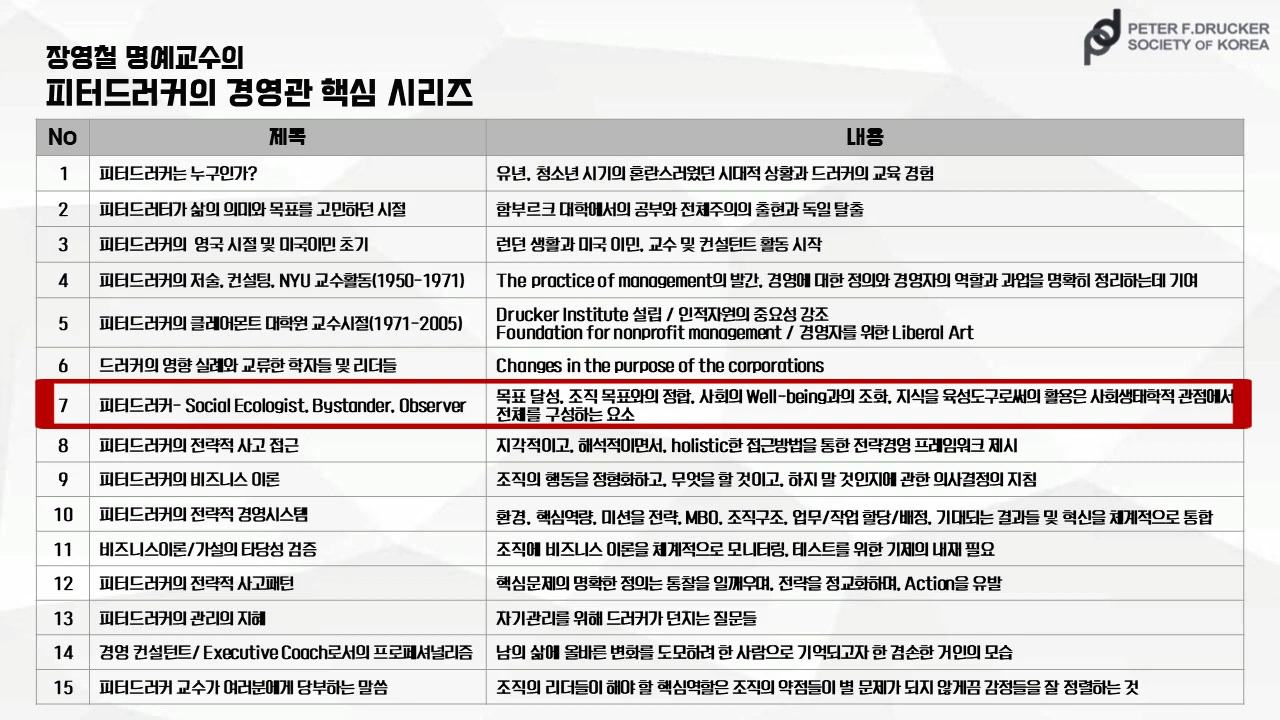 PETER F.DRUCKER
SOCIETY OF KOREA
장영철 명예교수의
피터드러커의 경영관 핵심 시리즈
No 제목 내용
1 피터드러커는 누구인가? 유년, 청소년 시기의 혼란스러웠던 시대적 상황과 드러커의 교육 경험
2 피터드러터가 삶의 의미와 목표를 고민하던 시절 함부르크 대학에서의 공부와 전체주의의 출현과 독일 탈출
3 피터드러커의 영국 시절 및 미국이민 초기 런던 생활과 미국 이민, 교수 및 컨설턴트 활동 시작
4 피터드러커의 저술, 컨설팅, NYU 교수활동(1950-1971) The practice of management의 발간, 경영에 대한 정의와 경영자의 역할과 과업을 명확히 정리하는데 기여
5 피터드러커의 클레어몬트 대학원 교수시절(1971-2005) Drucker Institute 설립 / 인적자원의 중요성 강조
Foundation for nonprofit management / 경영자를 위한 Liberal Art
6 드러커의 영향 실례와 교류한 학자들 및 리더들 Changes in the purpose of the corporations
7 피터드러커- Social Ecologist, Bystander, Observer 목표 달성, 조직 목표와의 정합, 사회의 Well-being과의 조화, 지식을 육성도구로써의 활용은 사회생태학적 관점에서
전체를 구성하는 요소
8 피터드러커의 전략적 사고 접근 지각적이고, 해석적이면서, holistic한 접근방법을 통한 전략경영 프레임워크 제시
9 피터드러커의 비즈니스 이론 조직의 행동을 정형화하고, 무엇을 할 것이고, 하지 말 것인지에 관한 의사결정의 지침
10 피터드러커의 전략적 경영시스템 환경, 핵심역량, 미션을 전략, MBO, 조직구조, 업무/작업 할당/배정, 기대되는 결과들 및 혁신을 체계적으로 통합
11 비즈니스이론/가설의 타당성 검증 조직에 비즈니스 이론을 체계적으로 모니터링, 테스트를 위한 기제의 내재 필요
12 피터드러커의 전략적 사고패턴 핵심문제의 명확한 정의는 통찰을 일깨우며, 전략을 정교화하며, Action을 유발
13 피터드러커의 관리의 지혜 자기관리를 위해 드러커가 던지는 질문들
14 경영 컨설턴트/ Executive Coach로서의 프로페셔널리즘 남의 삶에 올바른 변화를 도모하려 한 사람으로 기억되고자 한 겸손한 거인의 모습
15 피터드러커 교수가 여러분에게 당부하는 말씀 조직의 리더들이 해야 할 핵심역할은 조직의 약점들이 별 문제가 되지 않게끔 감정들을 잘 정렬하는 것